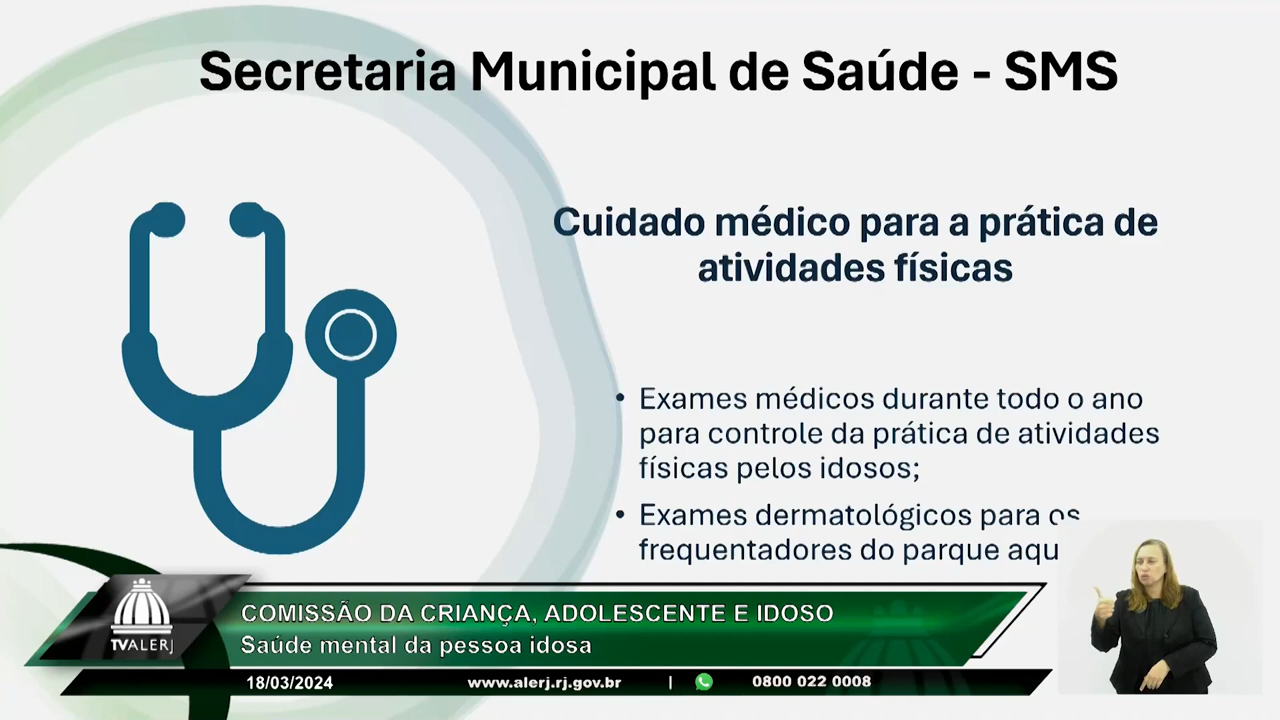 Secretaria Municipal de Saúde - SMS
Cuidado médico para a prática de
atividades físicas
• Exames médicos durante todo o ano
para controle da prática de atividades
físicas pelos idosos;
• Exames dermatológicos para os
frequentadores do parque aqu
COMISSÃO DA CRIANÇA, ADOLESCENTE E IDOSO
Saúde mental da pessoa idosa
TVALERJ
18/03/2024 www.alerj.rj.gov.br | 0800 022 0008